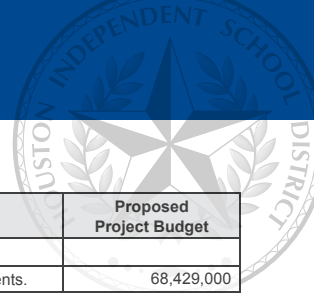 INDEPENDENT SCHOOL
HOUSTON
DISTRICT
Proposed
Project Budget
ents.
68,429,000